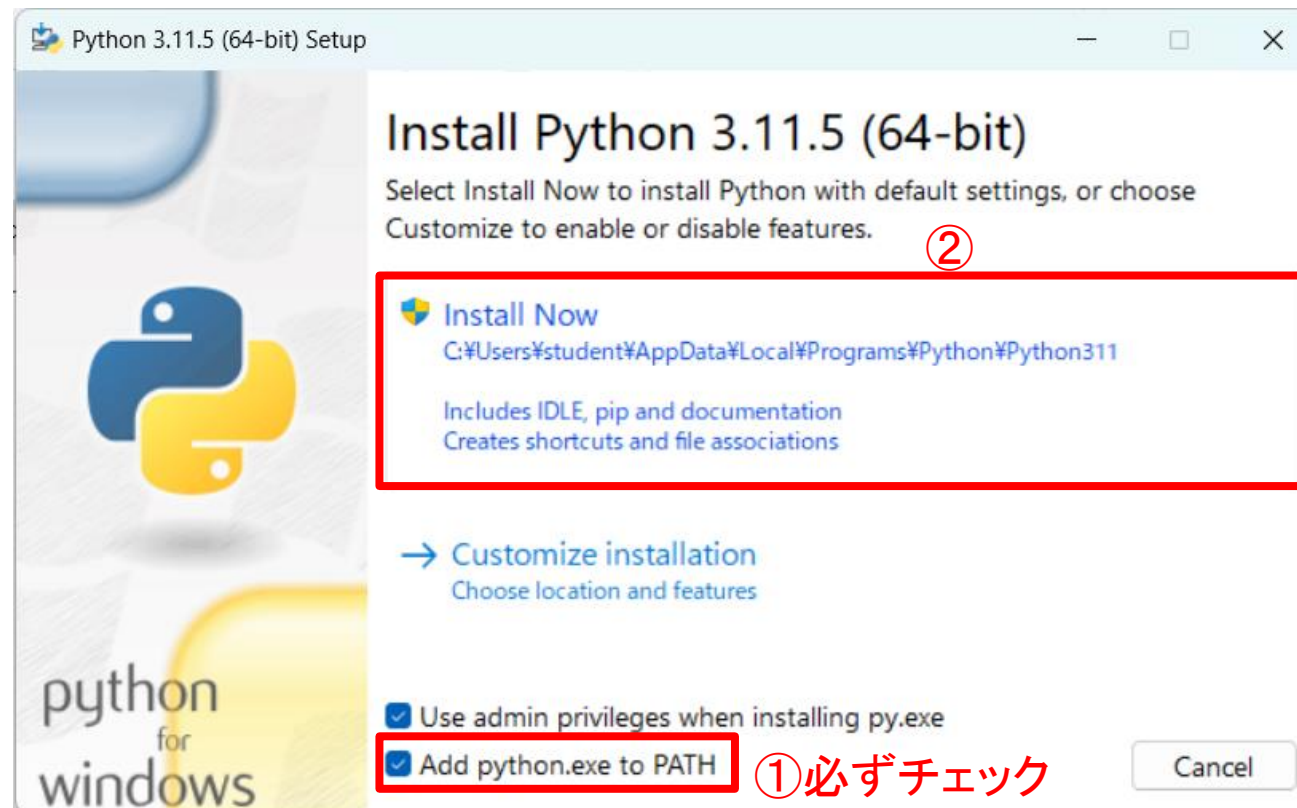 Python 3.11.5 (64-bit) Setup
Install Python 3.11.5 (64-bit)
Select Install Now to install Python with default settings, or choose
Customize to enable or disable features.
②
Install Now
C:¥Users¥student¥AppData¥Local¥Programs¥Python¥Python311
Includes IDLE, pip and documentation
Creates shortcuts and file associations
Customize installation
Choose location and features
python
for
windows
Use admin privileges when installing py.exe
Add python.exe to PATH
①必ずチェック
Cancel